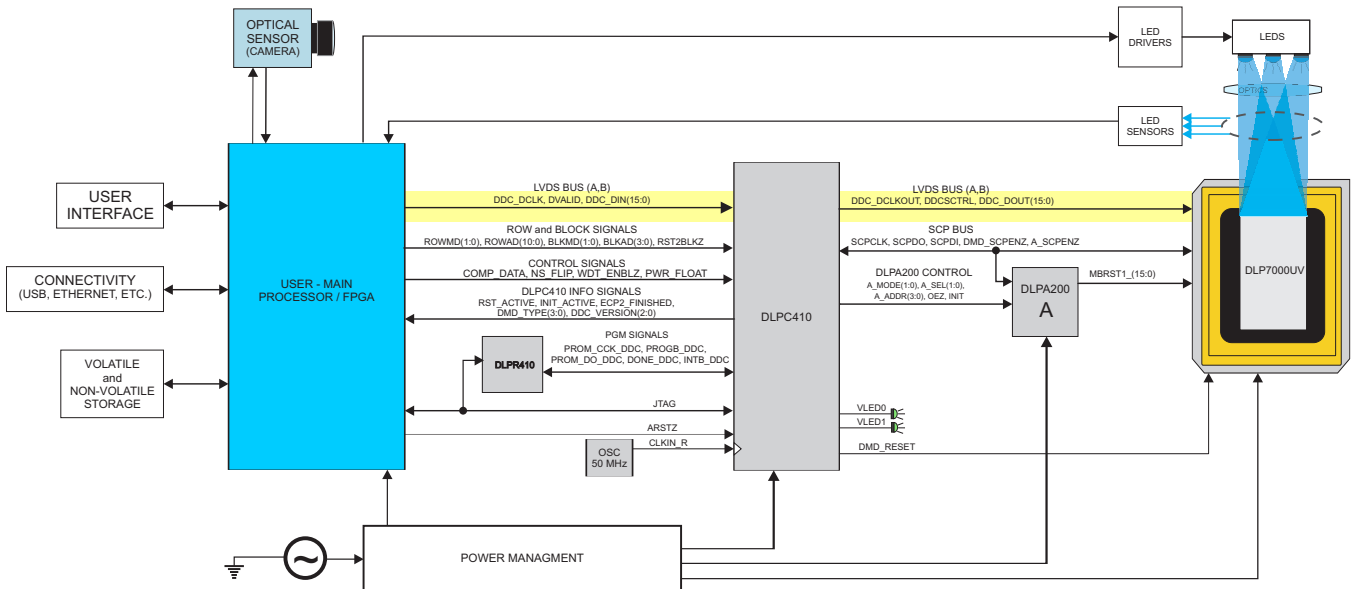 OPTICAL
SENSOR
(CAMERA)
LED
DRIVERS
LEDS
OPTICS
LED
SENSORS
USER
INTERFACE
CONNECTIVITY
(USB, ETHERNET, ETC.)
VOLATILE
and
NON-VOLATILE
STORAGE
USER - MAIN
PROCESSOR / FPGA
LVDS BUS (A,B)
DDC_DCLK, DVALID, DDC_DIN(15:0)
ROW and BLOCK SIGNALS
ROWMD(1:0), ROWAD(10:0), BLKMD(1:0), BLKAD(3:0), RST2BLKZ
CONTROL SIGNALS
COMP_DATA, NS_FLIP, WDT_ENBLZ, PWR_FLOAT
DLPC410 INFO SIGNALS
RST_ACTIVE, INIT_ACTIVE, ECP2_FINISHED,
DMD_TYPE(3:0), DDC_VERSION(2:0)
PGM SIGNALS
PROM_CCK_DDC, PROGB_DDC,
PROM_DO_DDC, DONE_DDC, INTB_DDC
DLPR410
JTAG
ARSTZ
CLKIN_R
OSC
50 MHz
DLPC410
LVDS BUS (A,B)
DDC_DCLKOUT, DDCSCTRL, DDC_DOUT(15:0)
SCP BUS
SCPCLK, SCPDO, SCPDI, DMD_SCPENZ, A_SCPENZ
DLPA200 CONTROL
A_MODE(1:0), A_SEL(1:0),
A_ADDR(3:0), OEZ, INIT
DLPA200
A
MBRST1_(15:0)
DLP7000UV
VLED0
VLED1
DMD_RESET
~
POWER MANAGMENT